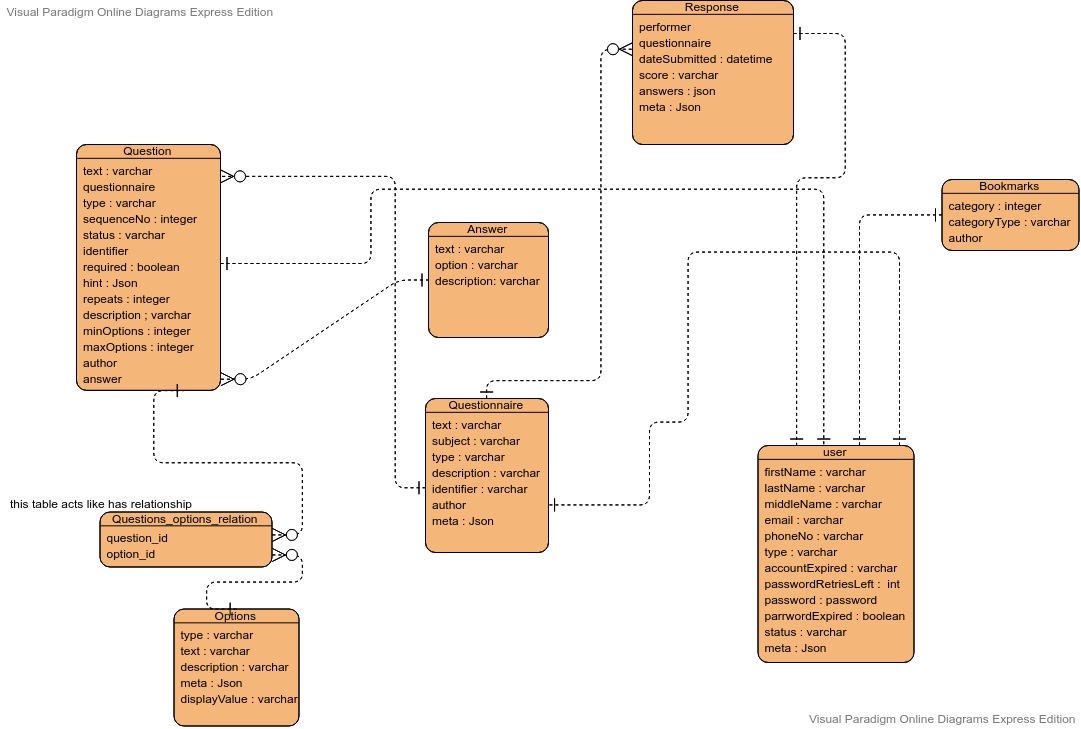 Visual Paradigm Online Diagrams Express Edition
Response
performer
questionnaire
dateSubmitted : datetime
score : varchar
answers : json
meta : Json
Question
text : varchar
questionnaire
type : varchar
sequenceNo : integer
status : varchar
identifier
required : boolean
hint : Json
repeats : integer
description ; varchar
minOptions : integer
maxOptions : integer
author
answer
Bookmarks
category : integer
categoryType : varchar
author
Answer
text : varchar
option : varchar
description: varchar
Questionnaire
text : varchar
subject : varchar
type : varchar
description : varchar
identifier : varchar
author
meta : Json
user
firstName : varchar
lastName : varchar
middleName : varchar
email : varchar
phoneNo : varchar
type : varchar
accountExpired : varchar
passwordRetriesLeft :  int
password : password
parrwordExpired : boolean
status : varchar
meta : Json
this table acts like has relationship
Questions_options_relation
question_id
option_id
Options
type : varchar
text : varchar
description : varchar
meta : Json
displayValue : varchar
Visual Paradigm Online Diagrams Express Edition